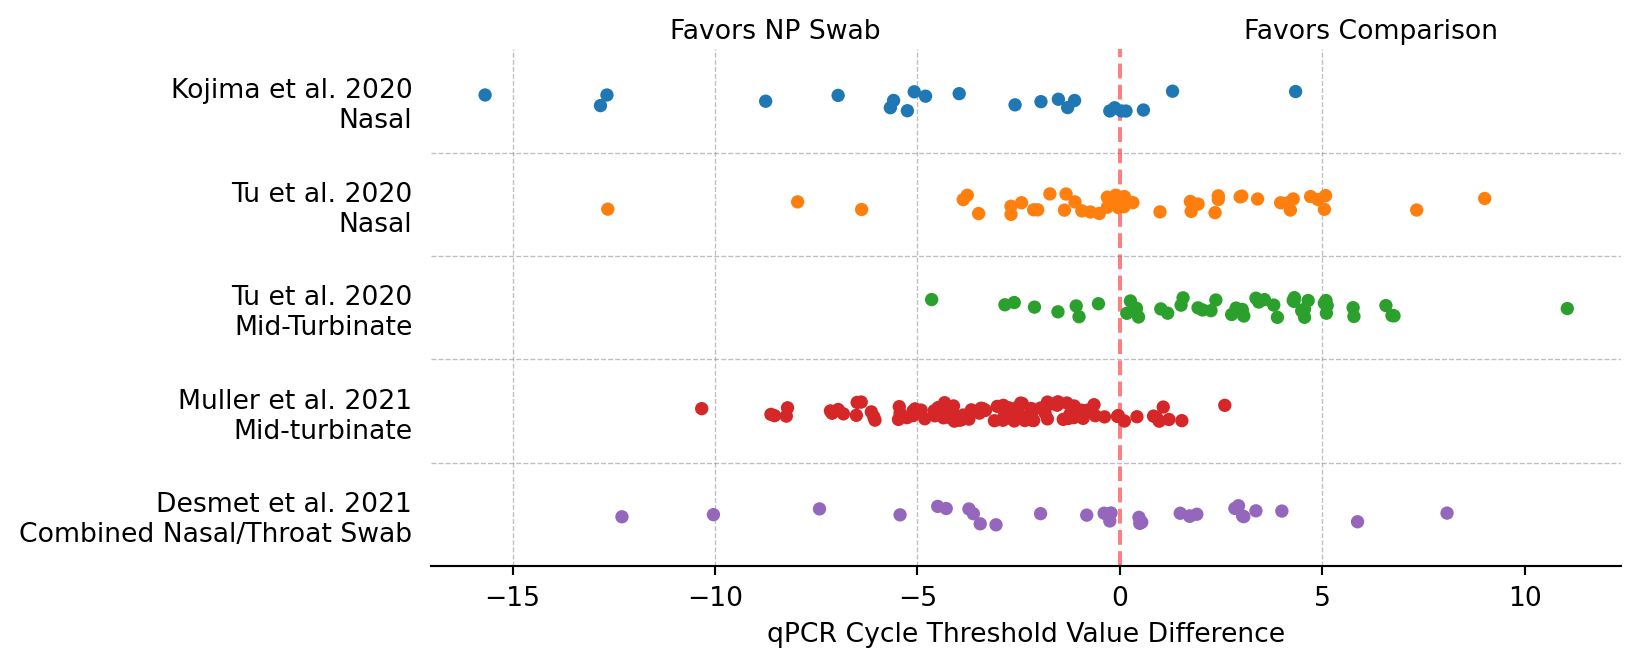 Favors NP Swab
Favors Comparison
Kojima et al. 2020
Nasal
Tu et al. 2020
Nasal
Tu et al. 2020
Mid-Turbinate
Muller et al. 2021
Mid-turbinate
Desmet et al. 2021
Combined Nasal/Throat Swab
−15
−10
−5
0
5
10
qPCR Cycle Threshold Value Difference